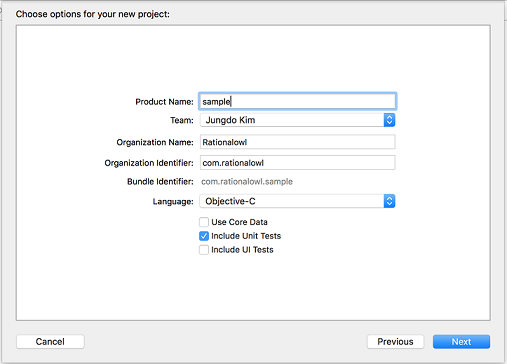 Choose options for your new project:
Product Name: sample
Team: Jungdo Kim
Organization Name: Rationalowl
Organization Identifier: com.rationalowl
Bundle Identifier: com.rationalowl.sample
Language: Objective-C
Use Core Data
Include Unit Tests
Include UI Tests
Cancel Previous Next